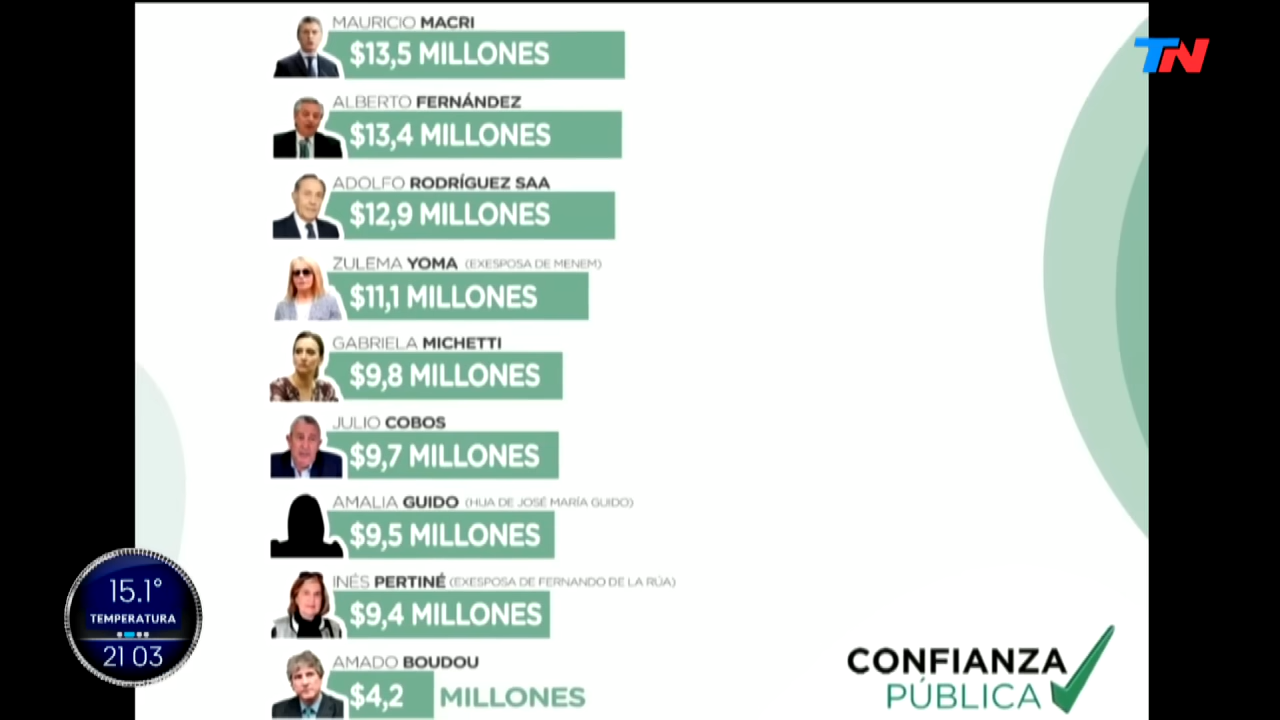 MAURICIO MACRI
$13,5 MILLONES
TN
ALBERTO FERNÁNDEZ
$13,4 MILLONES
ADOLFO RODRÍGUEZ SAA
$12,9 MILLONES
ZULEMA YOMA (EXESPOSA DE MENEM)
$11,1 MILLONES
GABRIELA MICHETTI
$9,8 MILLONES
JULIO COBOS
$9,7 MILLONES
AMALIA GUIDO (HIJA DE JOSÉ MARÍA GUIDO)
$9,5 MILLONES
INÉS PERTINÉ (EXESPOSA DE FERNANDO DE LA RÚA)
$9,4 MILLONES
AMADO BOUDOU
$4,2 MILLONES
15.1°
TEMPERATURA
21 03
CONFIANZA
PÚBLICA